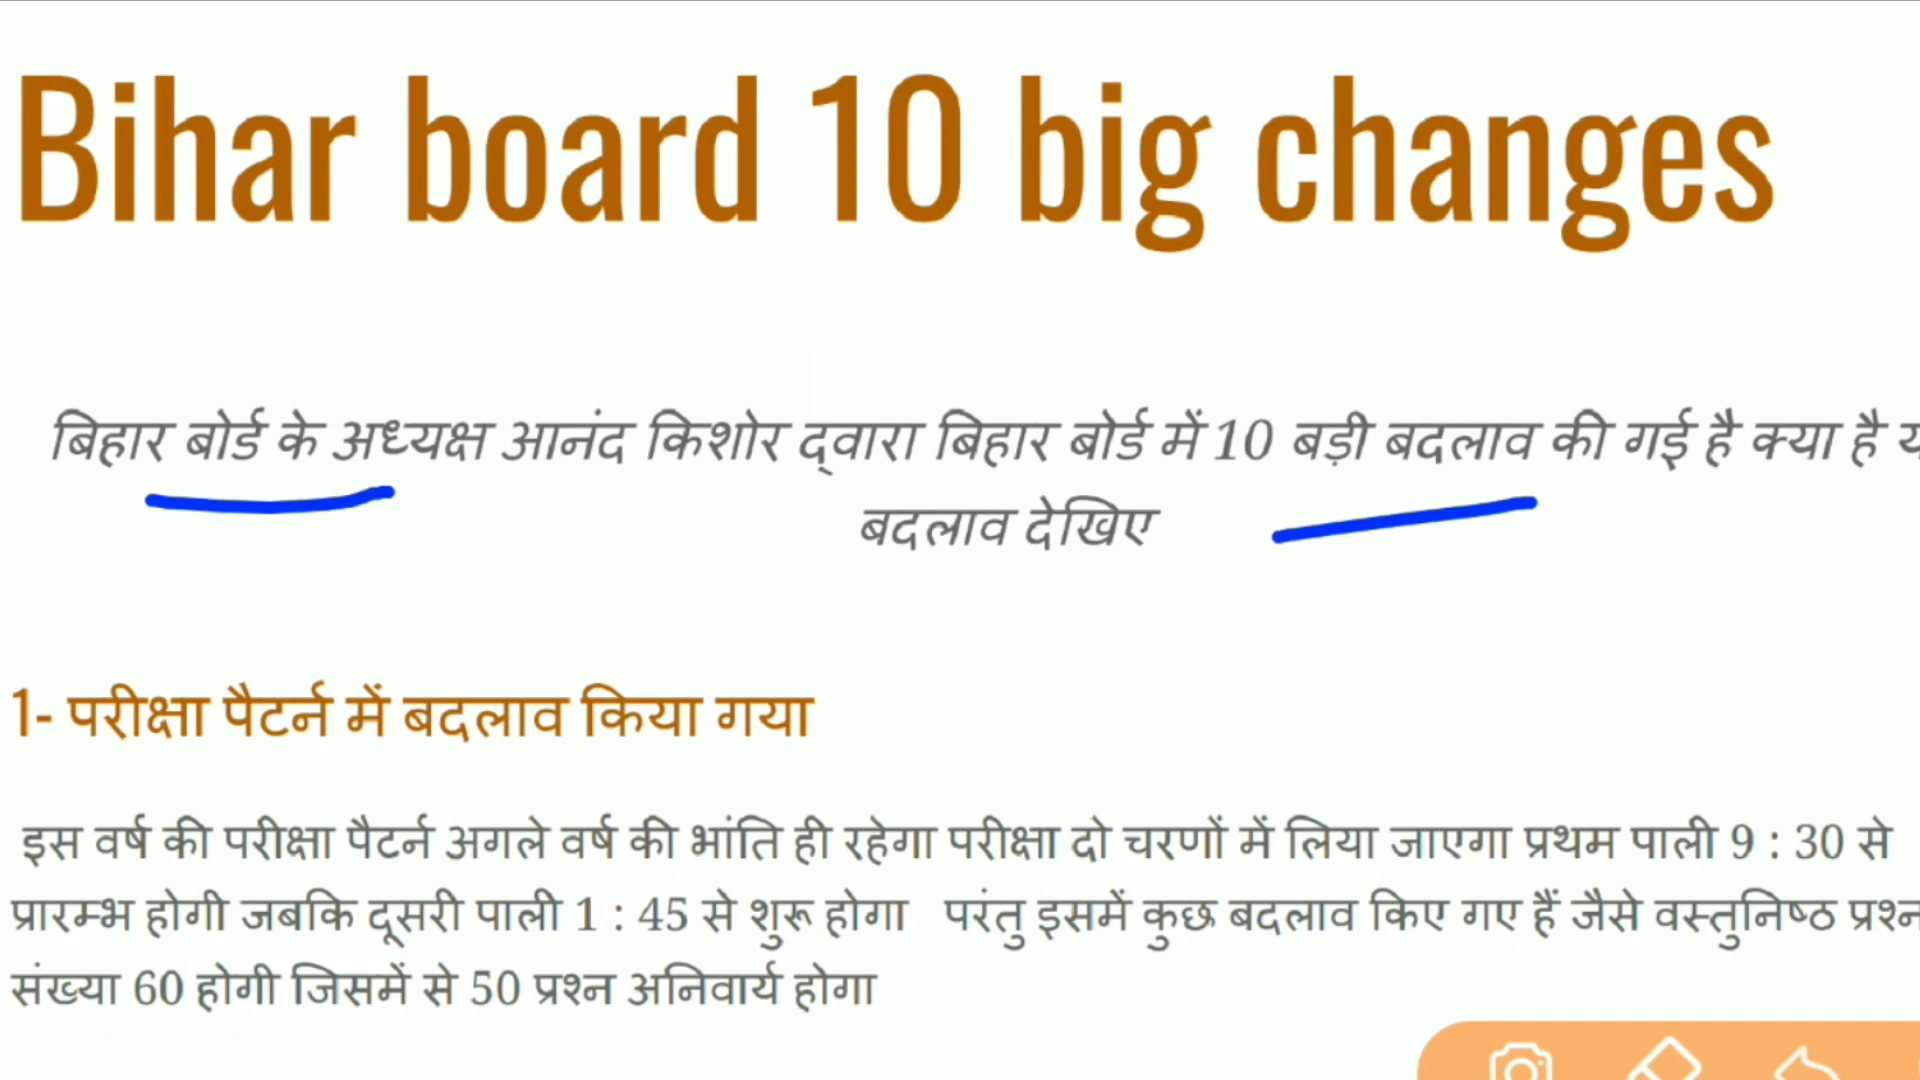 Bihar board 10 big changes
बिहार बोर्ड के अध्यक्ष आनंद किशोर द्वारा बिहार बोर्ड में 10 बड़ी बदलाव की गई है क्या है
बदलाव देखिए
1- परीक्षा पैटर्न में बदलाव किया गया
इस वर्ष की परीक्षा पैटर्न अगले वर्ष की भांति ही रहेगा परीक्षा दो चरणों में लिया जाएगा प्रथम पाली 9 : 30 से
प्रारम्भ होगी जबकि दूसरी पाली 1 : 45 से शुरू होगा परंतु इसमें कुछ बदलाव किए गए हैं जैसे वस्तुनिष्ठ प्रश्न
संख्या 60 होगी जिसमें से 50 प्रश्न अनिवार्य होगा